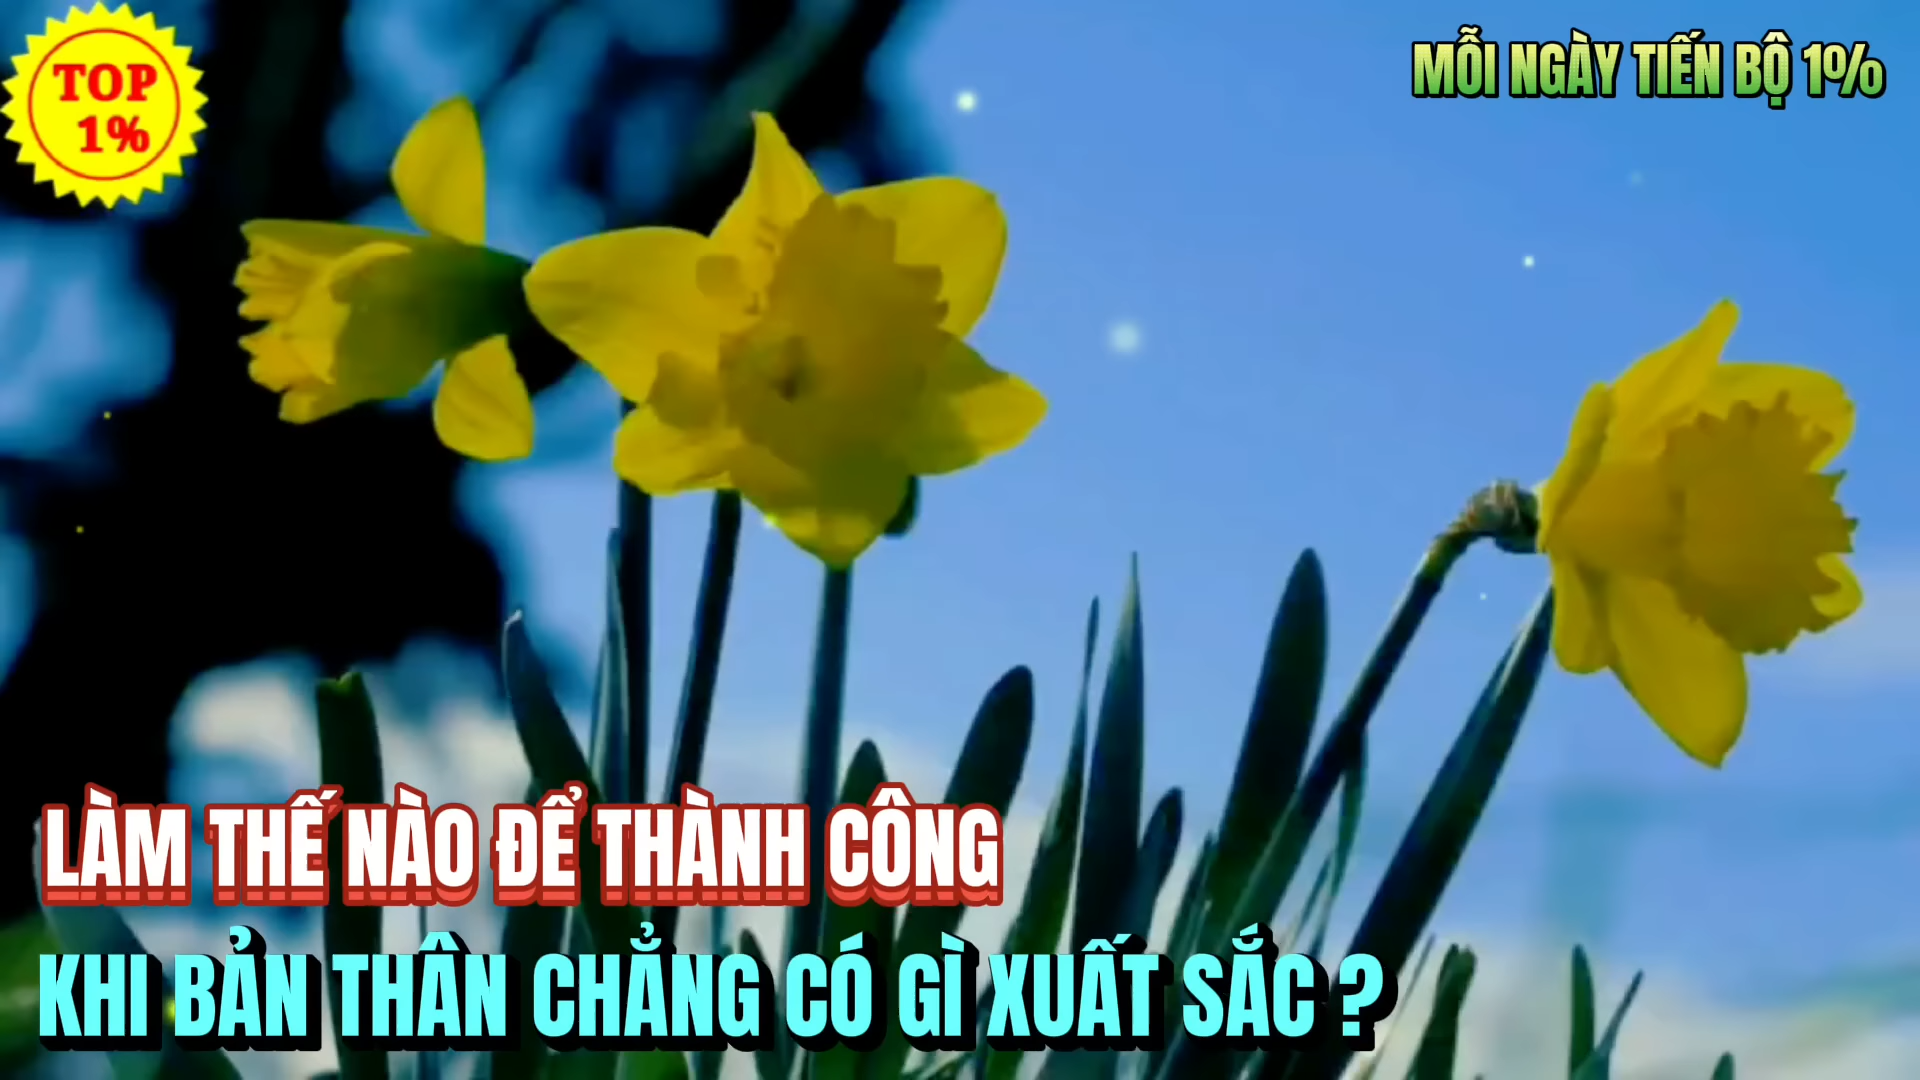 TOP
1%
MỖI NGÀY TIẾN BỘ 1%
LÀM THẾ NÀO ĐỂ THÀNH CÔNG
KHI BẢN THÂN CHẲNG CÓ GÌ XUẤT SẮC ?